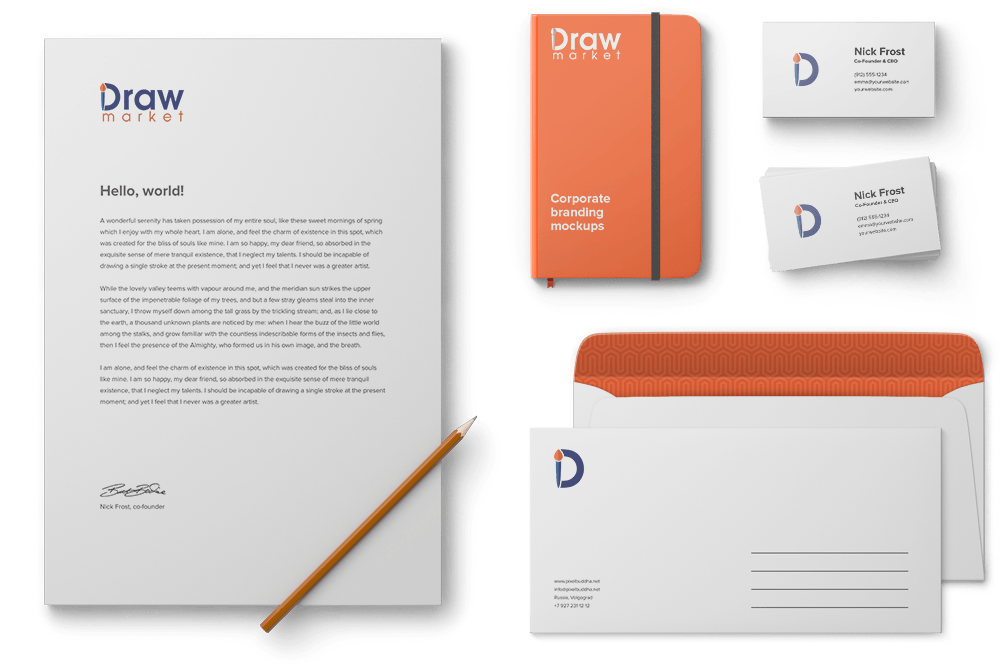 Draw
market
Hello, world!
A wonderful serenity has taken possession of my entire soul, like these sweet mornings of spring
which I enjoy with my whole heart. I am alone, and feel the charm of existence in this spot, which
was created for the bliss of souls like mine. I am so happy, my dear friend, so absorbed in the
exquisite sense of mere tranquil existence, that I neglect my talents. I should be incapable of
drawing a single stroke at the present moment; and yet I feel that I never was a greater artist.
While the lovely valley teems with vapour around me, and the meridian sun strikes the upper
surface of the impenetrable foliage of my trees, and but a few stray gleams steal into the inner
sanctuary, I throw myself down among the tall grass by the trickling stream; and, as I lie close to
the earth, a thousand unknown plants are noticed by me: when I hear the buzz of the little world
among the stalks, and grow familiar with the countless indescribable forms of the insects and flies,
then I feel the presence of the Almighty, who formed us in his own image, and the breath.
I am alone, and feel the charm of existence in this spot, which was created for the bliss of souls
like mine. I am so happy, my dear friend, so absorbed in the exquisite sense of mere tranquil
existence, that I neglect my talents. I should be incapable of drawing a single stroke at the present
moment; and yet I feel that I never was a greater artist.
Nick Frost, co-founder
Draw
market
Corporate
branding
mockups
D
Nick Frost
Co-Founder & CEO
(912) 555-1234
emma@yourwebsite.com
yourwebsite.com
D
Nick Frost
Co-Founder & CEO
(912) 555-1234
emma@yourwebsite.com
yourwebsite.com
D
www.pixelbuddha.net
info@pixelbuddha.net
Russia, Volgograd
+7 927 231 12 12